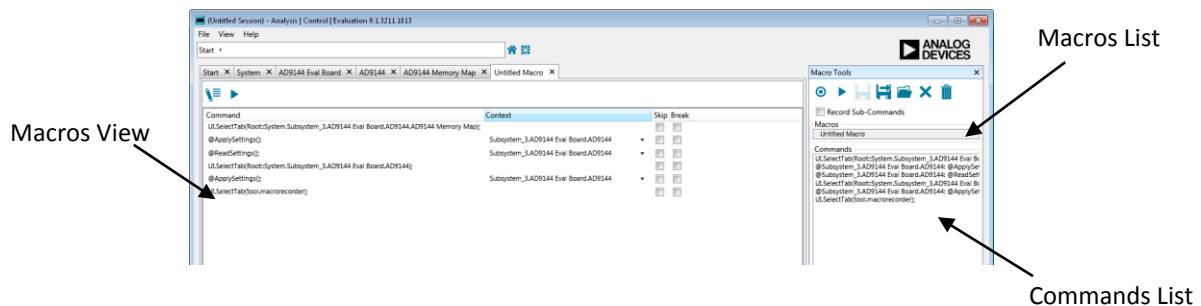 (Untitled Session) - Analysis | Control | Evaluation 0.1.3211.1813
File View Help
Start
ANALOG
DEVICES
Macros List
Start System AD9144 Eval Board AD9144 AD9144 Memory Map Untitled Macro
Macro Tools
Record Sub-Commands
Macros
Untitled Macro
Macros View
Command Context Skip Break
UI.SelectTab(Root::System.Subsystem_3.AD9144 Eval Board.AD9144.AD9144 Memory Map);
@ApplySettings(); Subsystem_3.AD9144 Eval Board.AD9144
@ReadSettings(); Subsystem_3.AD9144 Eval Board.AD9144
UI.SelectTab(Root::System.Subsystem_3.AD9144 Eval Board.AD9144);
@ApplySettings(); Subsystem_3.AD9144 Eval Board.AD9144
UI.SelectTab(tool.macrorecorder);
Commands
UI.SelectTab(Root::System.Subsystem_3.AD9144 Eval Bo
@Subsystem_3.AD9144 Eval Board.AD9144: @ApplySet
@Subsystem_3.AD9144 Eval Board.AD9144: @ReadSett
UI.SelectTab(Root::System.Subsystem_3.AD9144 Eval Bo
@Subsystem_3.AD9144 Eval Board.AD9144: @ApplySet
UI.SelectTab(tool.macrorecorder);
Commands List